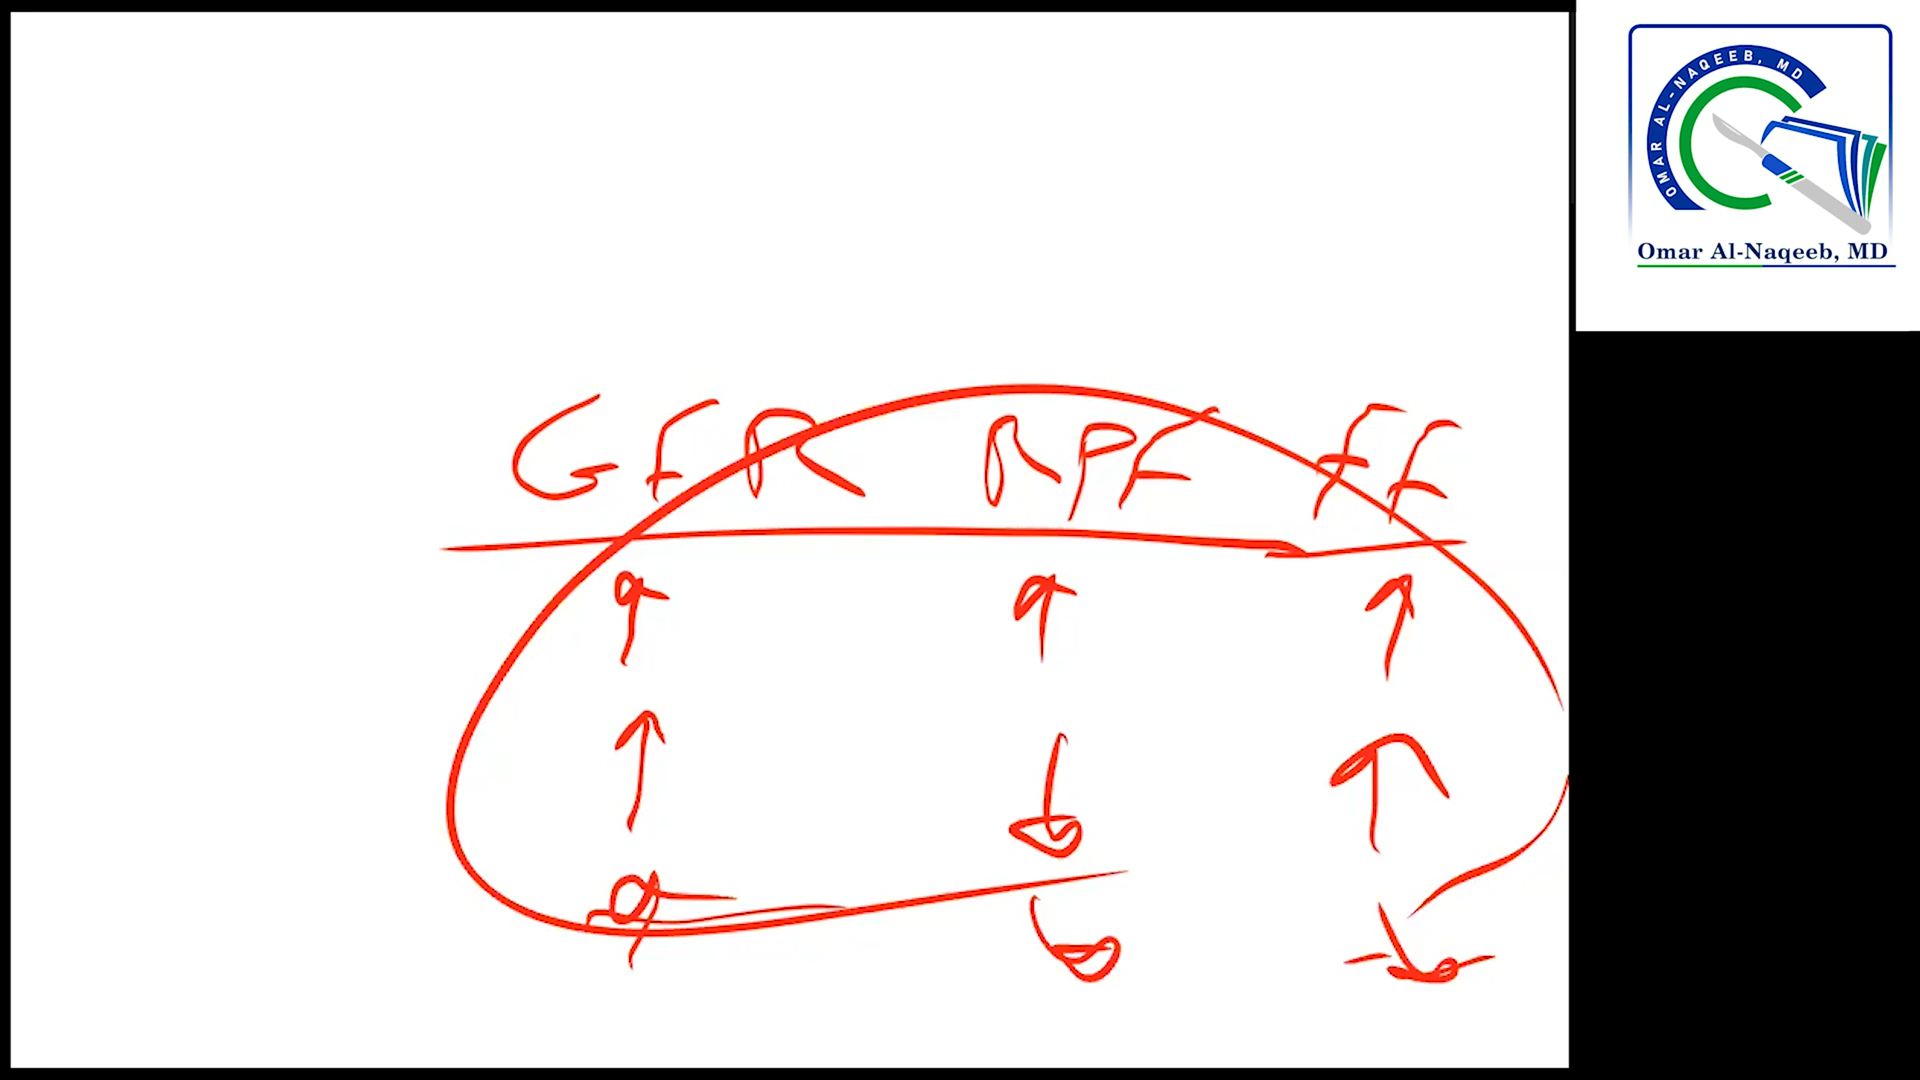 OMAR AL-NAQEEB, MD
Omar Al-Naqeeb, MD
GFR RPF FF
↑ ↑ ↑
↑ ↓ ↑